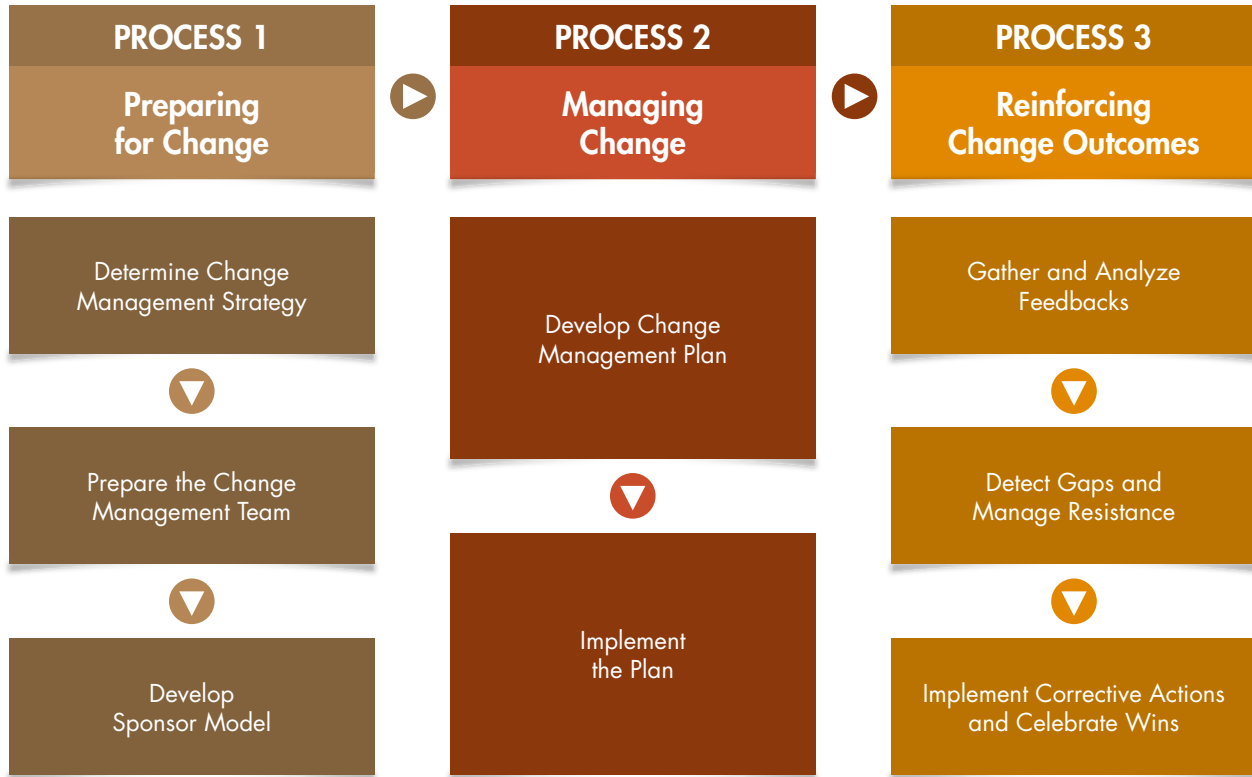 PROCESS 1
Preparing
for Change
Determine Change
Management Strategy
Prepare the Change
Management Team
Develop
Sponsor Model
PROCESS 2
Managing
Change
Develop Change
Management Plan
Implement
the Plan
PROCESS 3
Reinforcing
Change Outcomes
Gather and Analyze
Feedbacks
Detect Gaps and
Manage Resistance
Implement Corrective Actions
and Celebrate Wins